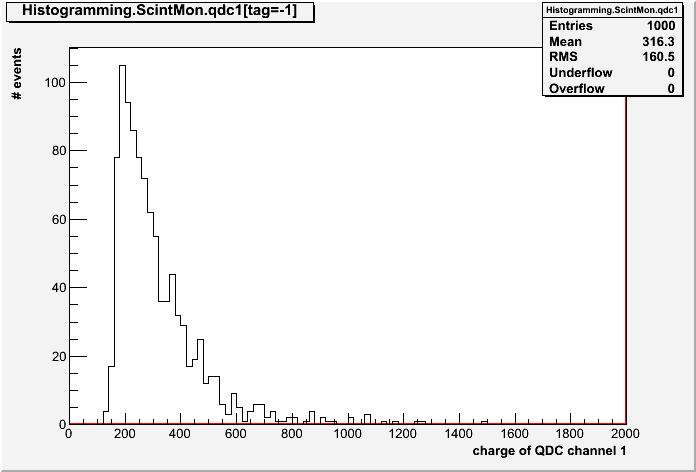 Histogramming.ScintMon.qdc1[tag=-1]
Histogramming.ScintMon.qdc1
Entries 1000
Mean 316.3
RMS 160.5
Underflow 0
Overflow 0
# events
100
80
60
40
20
0
0 200 400 600 800 1000 1200 1400 1600 1800 2000
charge of QDC channel 1